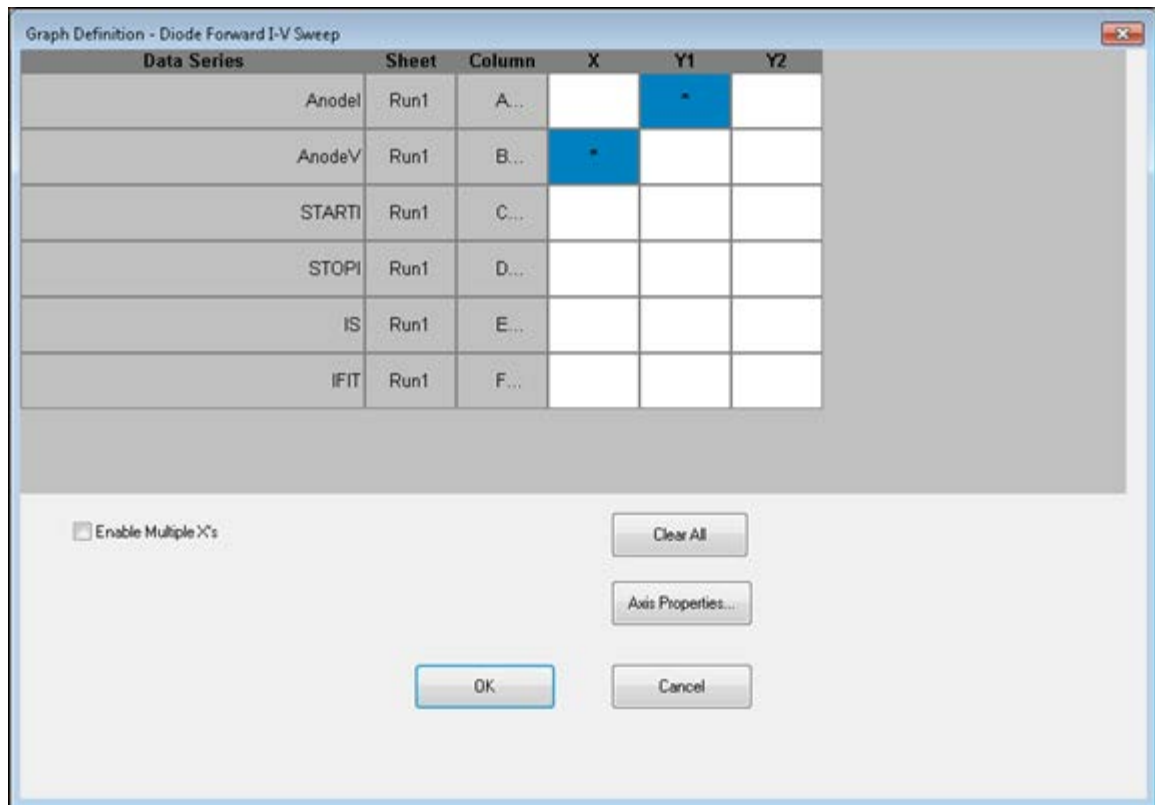 Graph Definition - Diode Forward I-V Sweep
Data Series Sheet Column X Y1 Y2
AnodeI Run1 A... *
AnodeV Run1 B... *
STARTI Run1 C...
STOPI Run1 D...
IS Run1 E...
IFIT Run1 F...
Enable Multiple X's
Clear All
Axis Properties...
OK Cancel